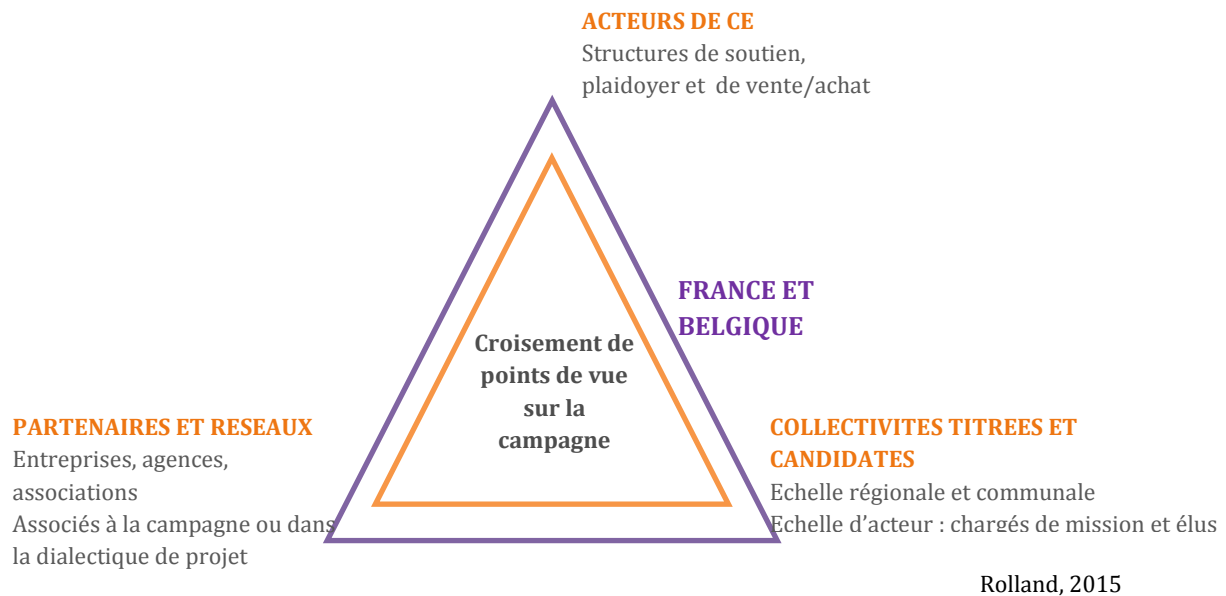 ACTEURS DE CE
Structures de soutien,
plaidoyer et de vente/achat
FRANCE ET
BELGIQUE
Croisement de
points de vue
sur la
campagne
PARTENAIRES ET RESEAUX
Entreprises, agences,
associations
Associés à la campagne ou dans
la dialectique de projet
COLLECTIVITES TITREES ET
CANDIDATES
Echelle régionale et communale
Echelle d’acteur : chargés de mission et élus
Rolland, 2015